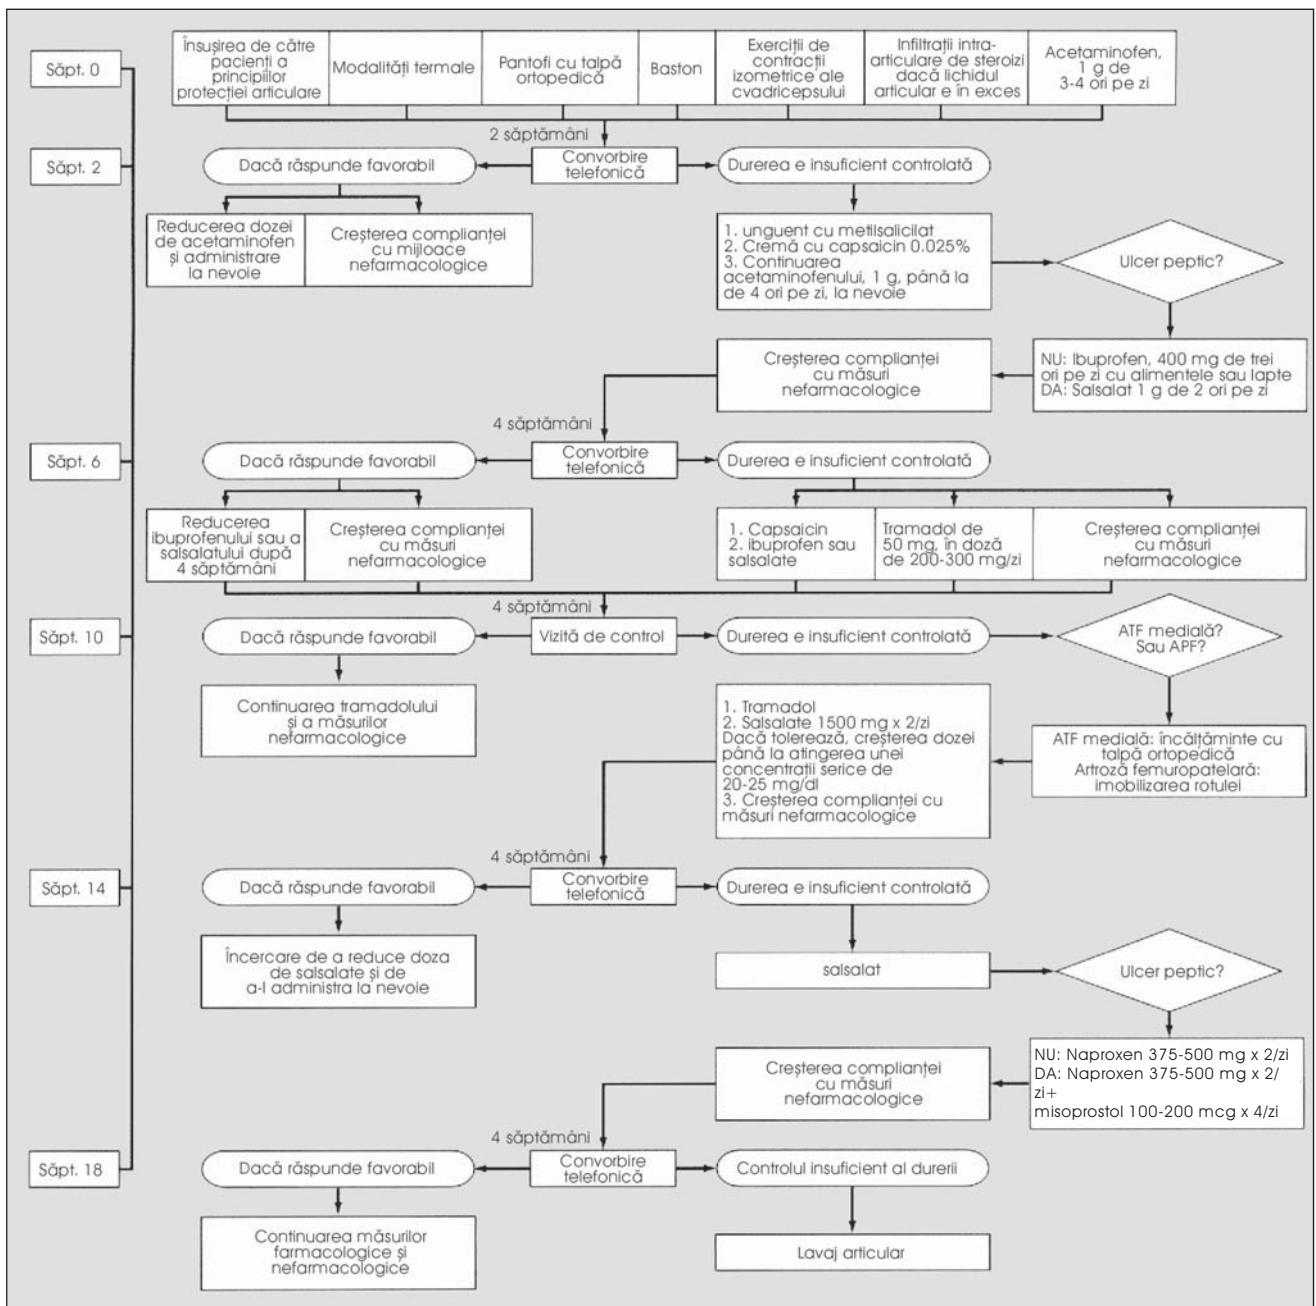 Săpt. 0
Însușirea de către
pacienți a
principiilor
protecției articulare
Modalități termale
Pantofi cu talpă
ortopedică
Baston
Exerciții de
contracții
izometrice ale
cvadricepsului
Infiltrații intra-
articulare de steroizi
dacă lichidul
articular e în exces
Acetaminofen,
1 g de
3-4 ori pe zi
2 săptămâni
Săpt. 2
Dacă răspunde favorabil
Convorbire
telefonică
Durerea e insuficient controlată
Reducerea dozei
de acetaminofen
și administrare
la nevoie
Creșterea complianței
cu mijloace
nefarmacologice
1. unguent cu metilsalicilat
2. Cremă cu capsaicin 0.025%
3. Continuarea
acetaminofenului, 1 g, până la
de 4 ori pe zi, la nevoie
Ulcer peptic?
Creșterea complianței
cu măsuri
nefarmacologice
NU: Ibuprofen, 400 mg de trei
ori pe zi cu alimentele sau lapte
DA: Salsalat 1 g de 2 ori pe zi
4 săptămâni
Săpt. 6
Dacă răspunde favorabil
Convorbire
telefonică
Durerea e insuficient controlată
Reducerea
ibuprofenului sau a
salsalatului după
4 săptămâni
Creșterea complianței
cu măsuri
nefarmacologice
1. Capsaicin
2. ibuprofen sau
salsalate
Tramadol de
50 mg, în doză
de 200-300 mg/zi
Creșterea complianței
cu măsuri
nefarmacologice
4 săptămâni
Săpt. 10
Dacă răspunde favorabil
Vizită de control
Durerea e insuficient controlată
ATF medială?
Sau APF?
Continuarea tramadolului
și a măsurilor
nefarmacologice
1. Tramadol
2. Salsalate 1500 mg x 2/zi
Dacă tolerează, creșterea dozei
până la atingerea unei
concentrații serice de
20-25 mg/dl
3. Creșterea complianței cu
măsuri nefarmacologice
ATF medială: încălțăminte cu
talpă ortopedică
Artroză femuropatelară:
imobilizarea rotulei
4 săptămâni
Săpt. 14
Dacă răspunde favorabil
Convorbire
telefonică
Durerea e insuficient controlată
Încercare de a reduce doza
de salsalate și de
a-l administra la nevoie
salsalat
Ulcer peptic?
Creșterea complianței
cu măsuri
nefarmacologice
NU: Naproxen 375-500 mg x 2/zi
DA: Naproxen 375-500 mg x 2/
zi+
misoprostol 100-200 mcg x 4/zi
4 săptămâni
Săpt. 18
Dacă răspunde favorabil
Convorbire
telefonică
Controlul insuficient al durerii
Continuarea măsurilor
farmacologice și
nefarmacologice
Lavaj articular